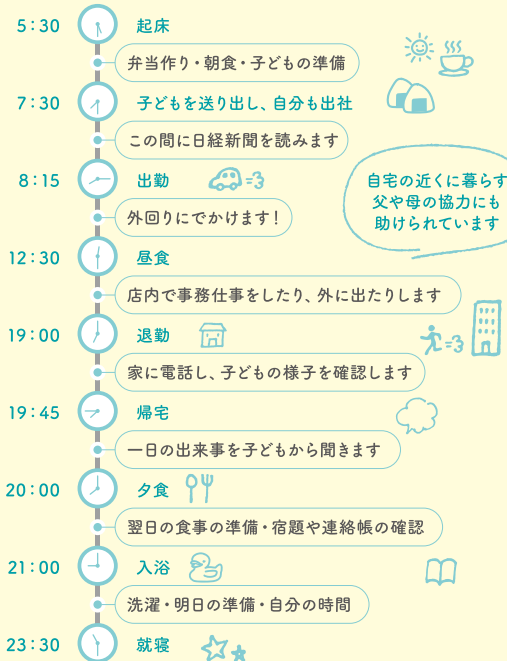 5:30 起床
弁当作り・朝食・子どもの準備
7:30 子どもを送り出し、自分も出社
この間に日経新聞を読みます
8:15 出勤
自宅の近くに暮らす
父や母の協力にも
助けられています
外回りにでかけます!
12:30 昼食
店内で事務仕事をしたり、外に出たりします
19:00 退勤
家に電話し、子どもの様子を確認します
19:45 帰宅
一日の出来事を子どもから聞きます
20:00 夕食
翌日の食事の準備・宿題や連絡帳の確認
21:00 入浴
洗濯・明日の準備・自分の時間
23:30 就寝